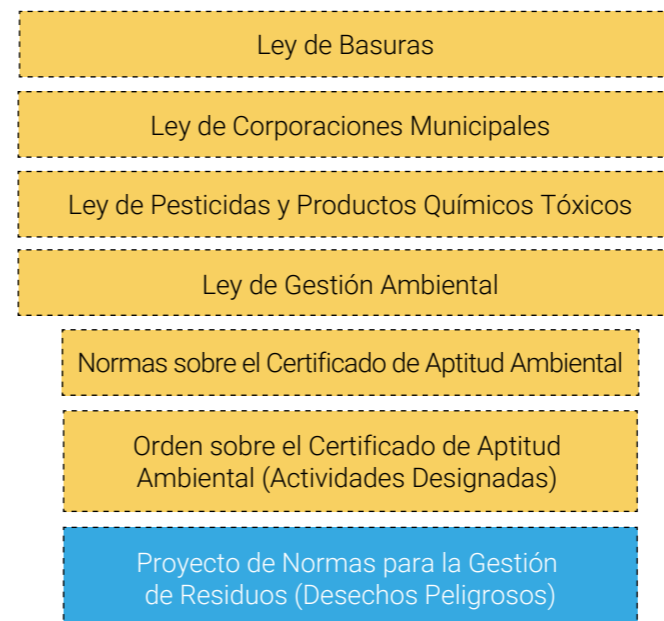 Ley de Basuras
Ley de Corporaciones Municipales
Ley de Pesticidas y Productos Químicos Tóxicos
Ley de Gestión Ambiental
Normas sobre el Certificado de Aptitud Ambiental
Orden sobre el Certificado de Aptitud
Ambiental (Actividades Designadas)
Proyecto de Normas para la Gestión
de Residuos (Desechos Peligrosos)